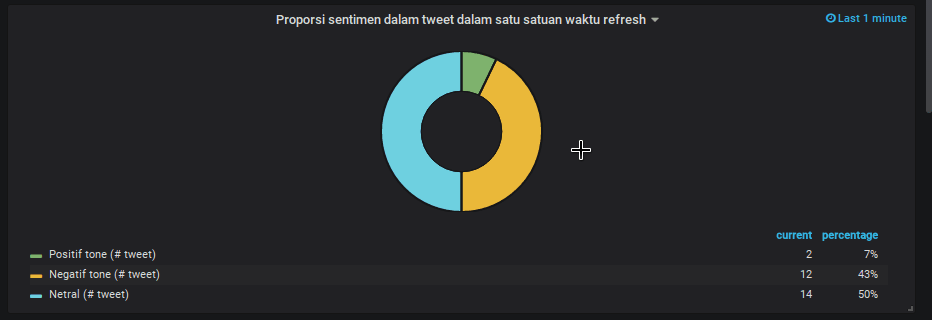 Proporsi sentimen dalam tweet dalam satu satuan waktu refresh
Last 1 minute
current percentage
Positif tone (# tweet) 2 7%
Negatif tone (# tweet) 12 43%
Netral (# tweet) 14 50%